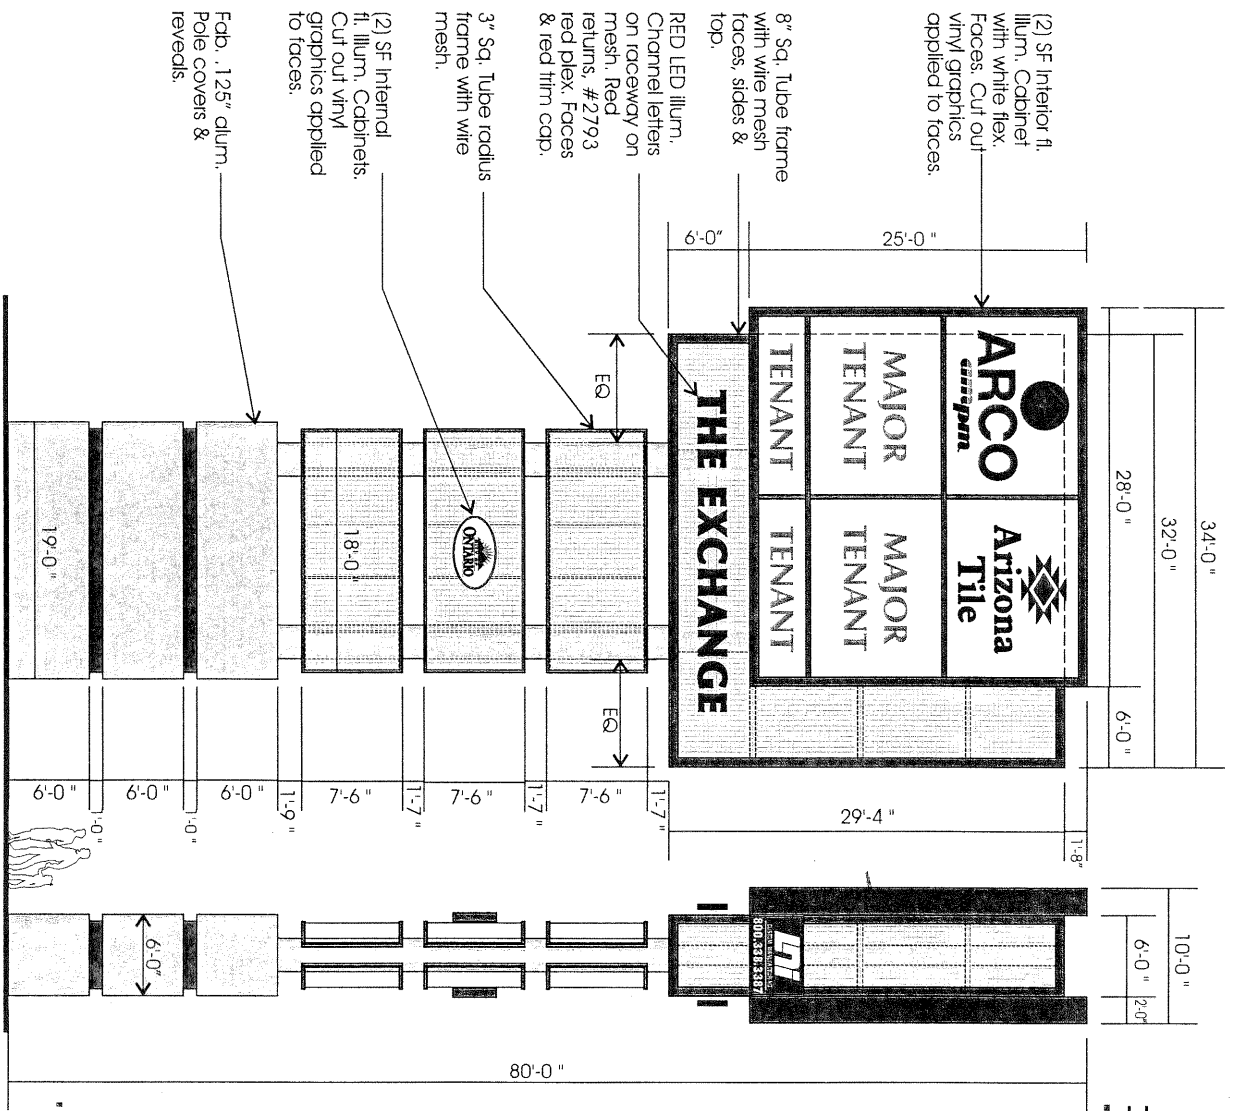 (2) SF Interior fl.
Illum. Cabinet
with white flex.
Faces. Cut out
vinyl graphics
applied to faces.
8" Sq. Tube frame
with wire mesh
faces, sides &
top.
RED LED illum.
Channel letters
on raceway on
mesh. Red
returns, #2793
red plex. Faces
& red trim cap.
3" Sq. Tube radius
frame with wire
mesh.
(2) SF Internal
fl. Illum. Cabinets.
Cut out vinyl
graphics applied
to faces.
Fab. .125" alum.
Pole covers &
reveals.
34'-0"
32'-0"
28'-0"
6'-0"
25'-0"
6'-0"
ARCO
ampm
Arizona
Tile
MAJOR
TENANT
MAJOR
TENANT
TENANT
TENANT
THE EXCHANGE
EQ
EQ
ONTARIO
18'-0"
19'-0"
1'-8"
29'-4"
1'-7"
7'-6"
1'-7"
7'-6"
1'-7"
7'-6"
1'-9"
6'-0"
1'-0"
6'-0"
1'-0"
6'-0"
10'-0"
6'-0"
2'-0"
800.338.3387
6'-0"
80'-0"